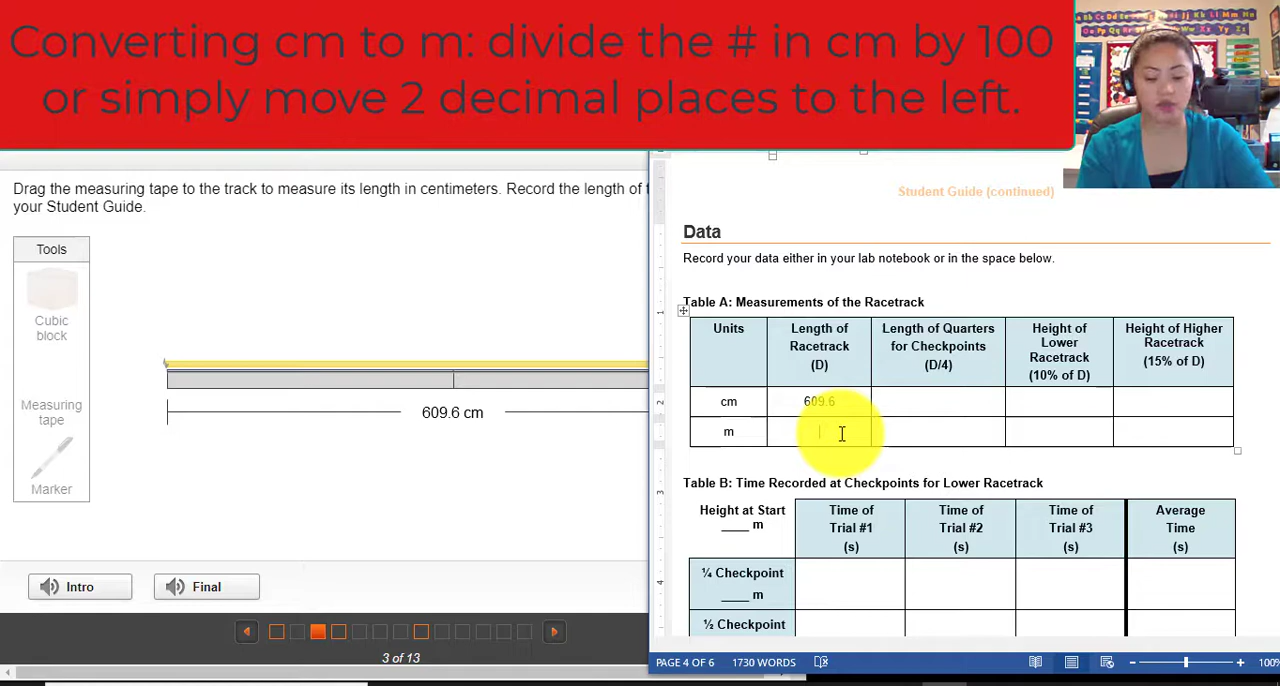 Converting cm to m: divide the # in cm by 100
or simply move 2 decimal places to the left.
Drag the measuring tape to the track to measure its length in centimeters. Record the length of
your Student Guide.
Tools
Cubic
block
Measuring
tape
Marker
609.6 cm
Intro
Final
3 of 13
Student Guide (continued)
Data
Record your data either in your lab notebook or in the space below.
Table A: Measurements of the Racetrack
Units
Length of
Racetrack
(D)
Length of Quarters
for Checkpoints
(D/4)
Height of
Lower
Racetrack
(10% of D)
Height of Higher
Racetrack
(15% of D)
cm
609.6
m
Table B: Time Recorded at Checkpoints for Lower Racetrack
Height at Start
____ m
Time of
Trial #1
(s)
Time of
Trial #2
(s)
Time of
Trial #3
(s)
Average
Time
(s)
¼ Checkpoint
____ m
½ Checkpoint
1
2
3
4
PAGE 4 OF 6
1730 WORDS
100%